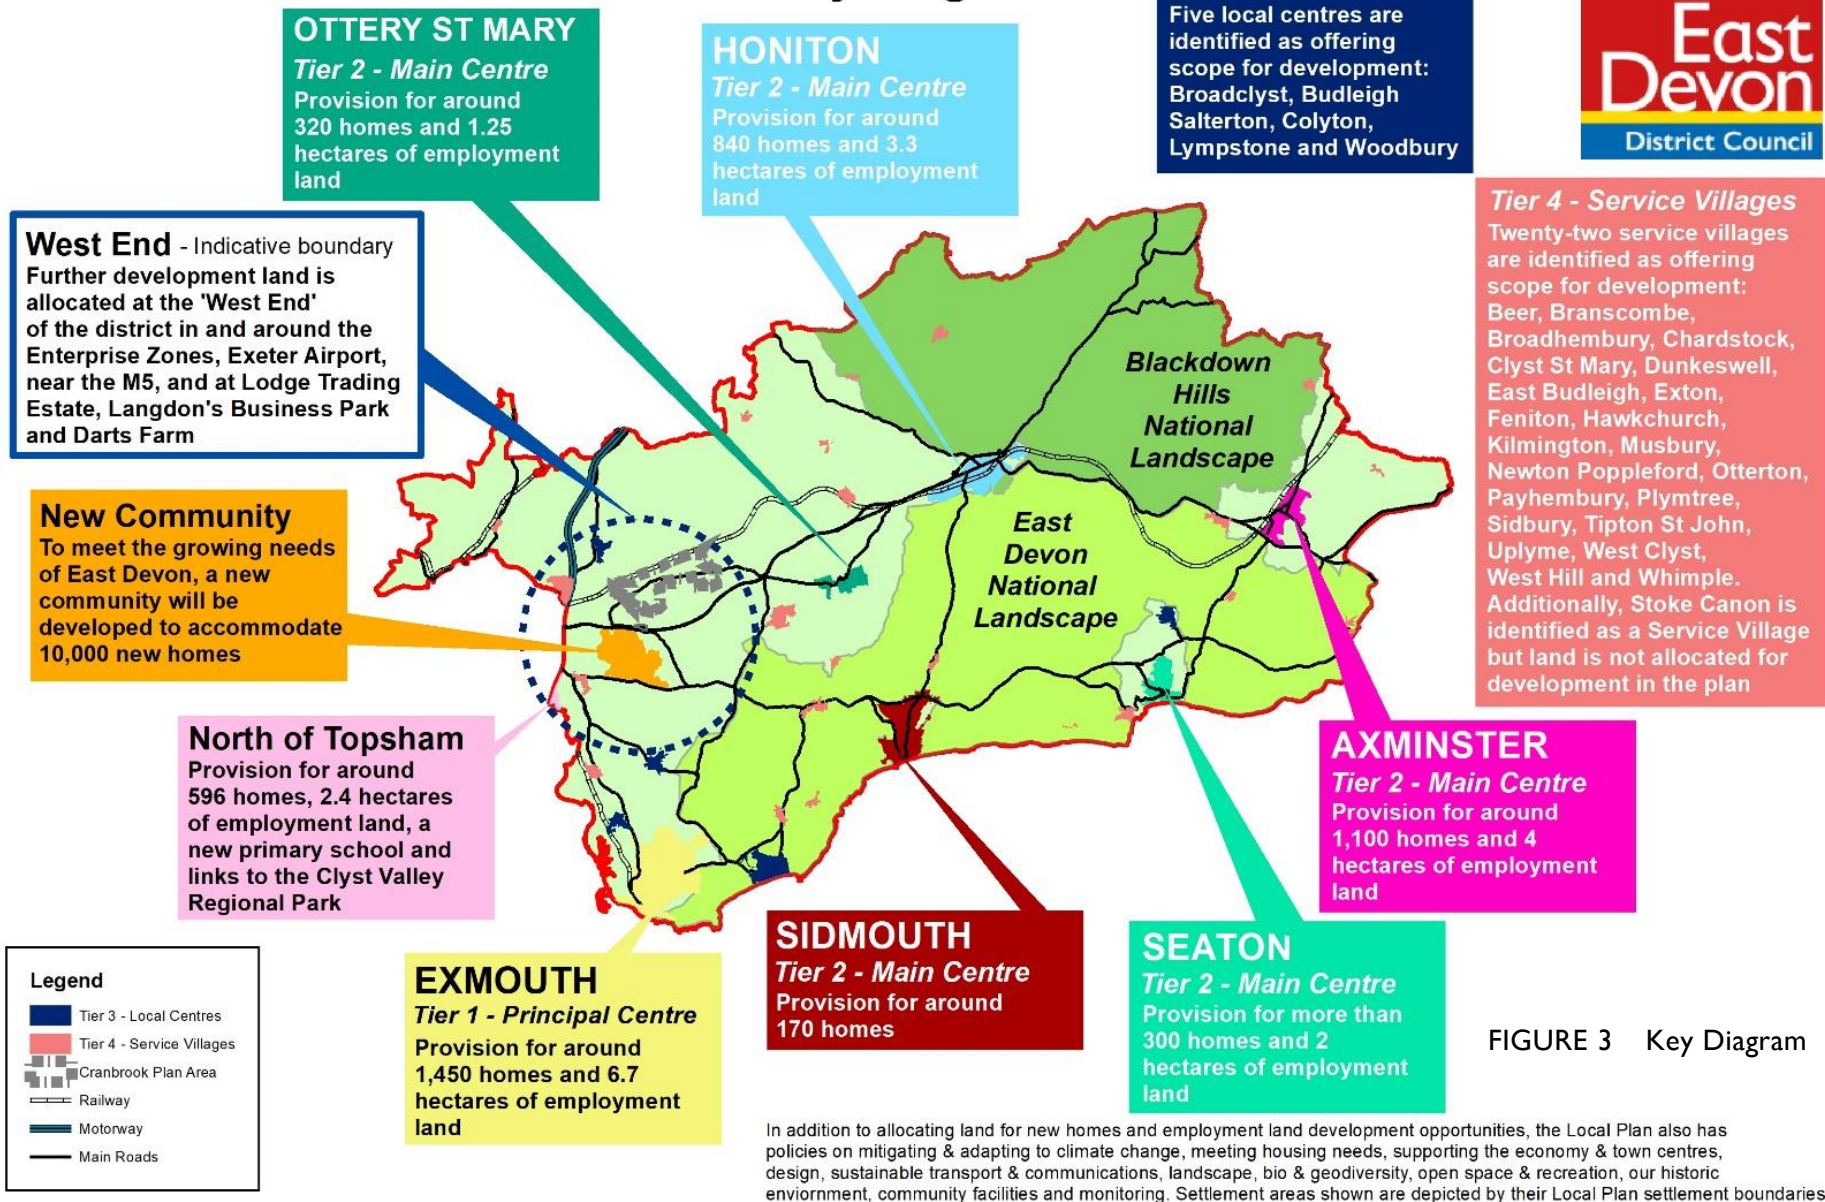 OTTERY ST MARY
Tier 2 - Main Centre
Provision for around
320 homes and 1.25
hectares of employment
land
HONITON
Tier 2 - Main Centre
Provision for around
840 homes and 3.3
hectares of employment
land
Five local centres are
identified as offering
scope for development:
Broadclyst, Budleigh
Salterton, Colyton,
Lympstone and Woodbury
East
Devon
District Council
West End - Indicative boundary
Further development land is
allocated at the 'West End'
of the district in and around the
Enterprise Zones, Exeter Airport,
near the M5, and at Lodge Trading
Estate, Langdon's Business Park
and Darts Farm
Tier 4 - Service Villages
Twenty-two service villages
are identified as offering
scope for development:
Beer, Branscombe,
Broadhembury, Chardstock,
Clyst St Mary, Dunkeswell,
East Budleigh, Exton,
Feniton, Hawkchurch,
Kilmington, Musbury,
Newton Poppleford, Otterton,
Payhembury, Plymtree,
Sidbury, Tipton St John,
Uplyme, West Clyst,
West Hill and Whimple.
Additionally, Stoke Canon is
identified as a Service Village
but land is not allocated for
development in the plan
Blackdown
Hills
National
Landscape
East
Devon
National
Landscape
New Community
To meet the growing needs
of East Devon, a new
community will be
developed to accommodate
10,000 new homes
North of Topsham
Provision for around
596 homes, 2.4 hectares
of employment land, a
new primary school and
links to the Clyst Valley
Regional Park
AXMINSTER
Tier 2 - Main Centre
Provision for around
1,100 homes and 4
hectares of employment
land
SIDMOUTH
Tier 2 - Main Centre
Provision for around
170 homes
SEATON
Tier 2 - Main Centre
Provision for more than
300 homes and 2
hectares of employment
land
EXMOUTH
Tier 1 - Principal Centre
Provision for around
1,450 homes and 6.7
hectares of employment
land
Legend
Tier 3 - Local Centres
Tier 4 - Service Villages
Cranbrook Plan Area
Railway
Motorway
Main Roads
FIGURE 3 Key Diagram
In addition to allocating land for new homes and employment land development opportunities, the Local Plan also has
policies on mitigating & adapting to climate change, meeting housing needs, supporting the economy & town centres,
design, sustainable transport & communications, landscape, bio & geodiversity, open space & recreation, our historic
enviornment, community facilities and monitoring. Settlement areas shown are depicted by their Local Plan settlement boundaries